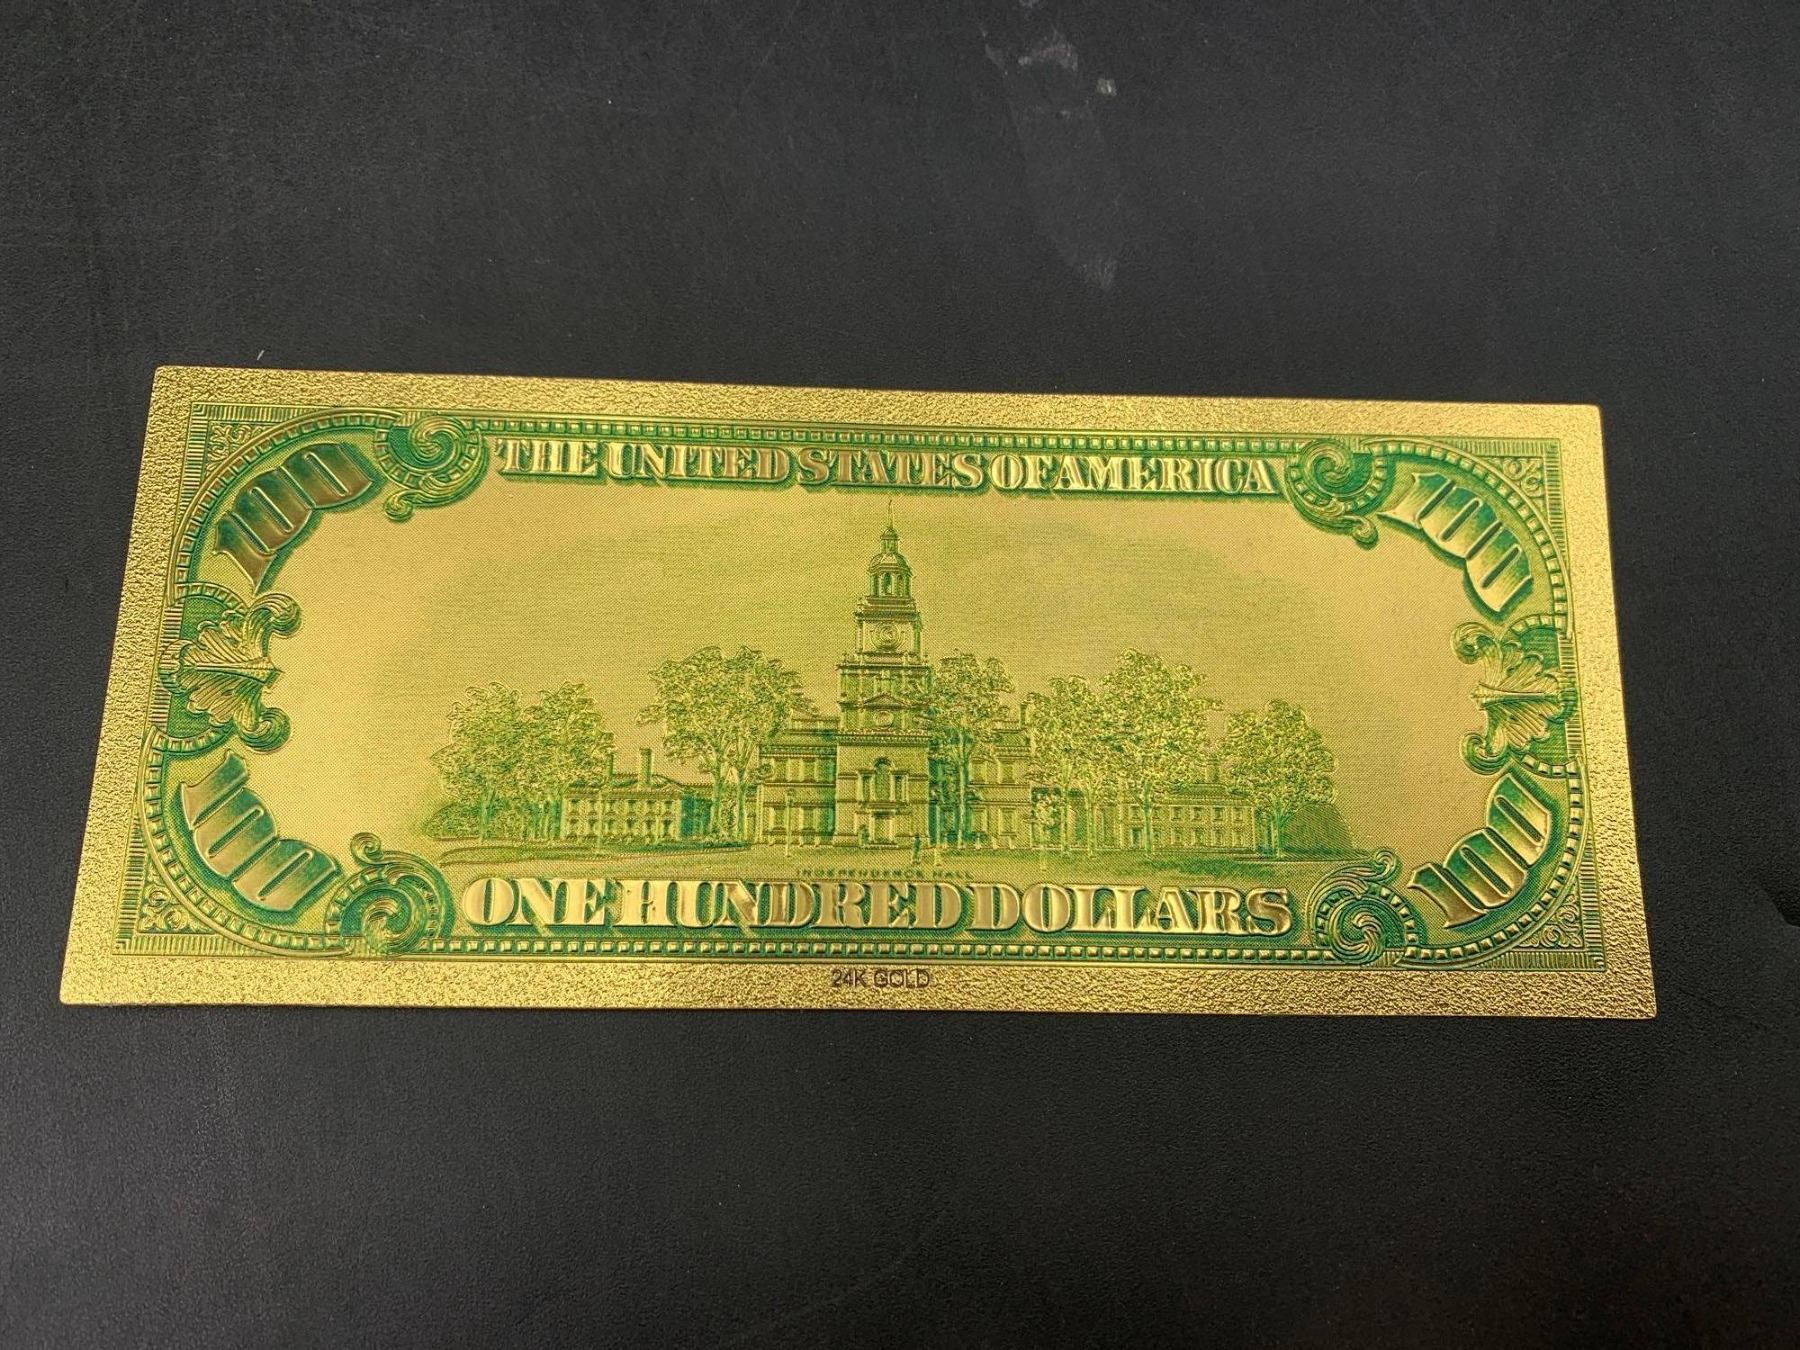 100 THE UNITED STATES OF AMERICA 100
INDEPENDENCE HALL
100 ONE HUNDRED DOLLARS 100
24K GOLD